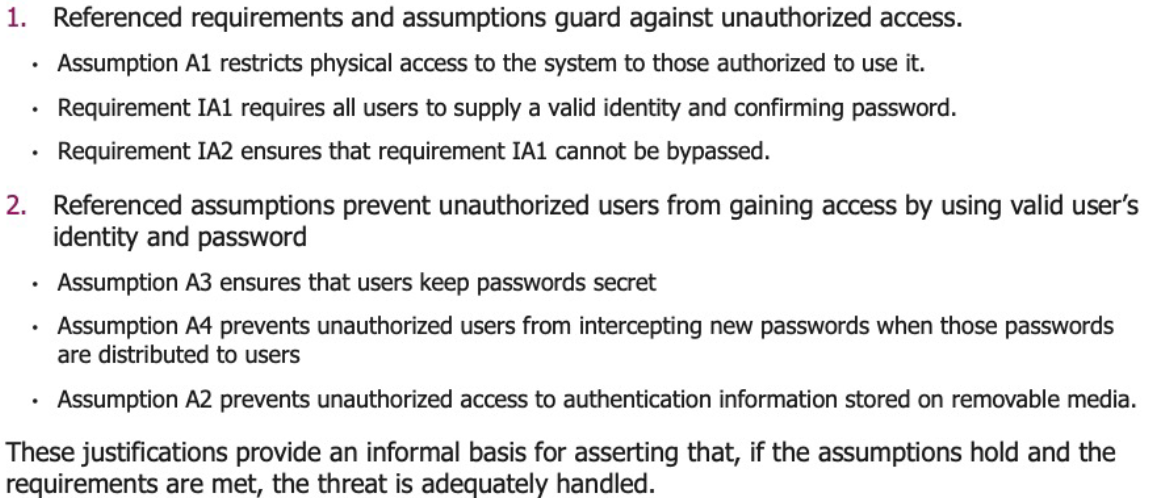 1. Referenced requirements and assumptions guard against unauthorized access.
· Assumption A1 restricts physical access to the system to those authorized to use it.
· Requirement IA1 requires all users to supply a valid identity and confirming password.
· Requirement IA2 ensures that requirement IA1 cannot be bypassed.
2. Referenced assumptions prevent unauthorized users from gaining access by using valid user’s
identity and password
· Assumption A3 ensures that users keep passwords secret
· Assumption A4 prevents unauthorized users from intercepting new passwords when those passwords
are distributed to users
· Assumption A2 prevents unauthorized access to authentication information stored on removable media.
These justifications provide an informal basis for asserting that, if the assumptions hold and the
requirements are met, the threat is adequately handled.